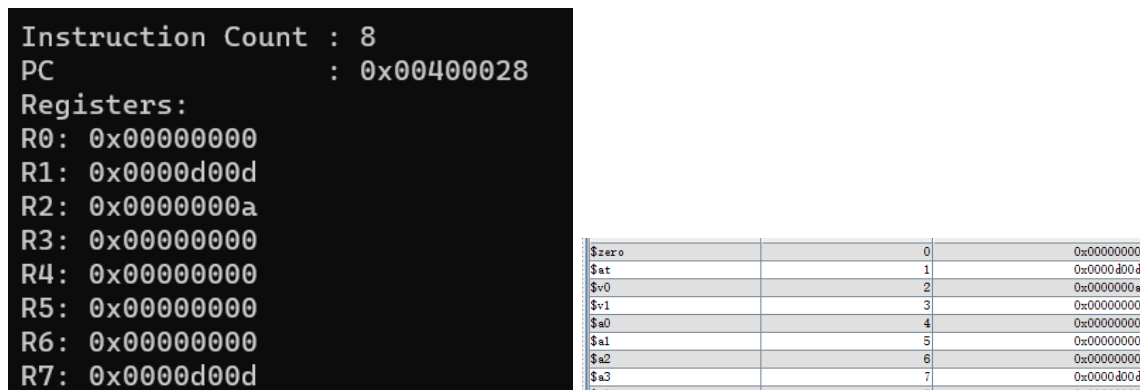 Instruction Count : 8
PC                : 0x00400028
Registers:
R0: 0x00000000
R1: 0x0000d00d
R2: 0x0000000a
R3: 0x00000000
R4: 0x00000000
R5: 0x00000000
R6: 0x00000000
R7: 0x0000d00d
$zero 0 0x00000000
$at 1 0x0000d00d
$v0 2 0x0000000a
$v1 3 0x00000000
$a0 4 0x00000000
$a1 5 0x00000000
$a2 6 0x00000000
$a3 7 0x0000d00d